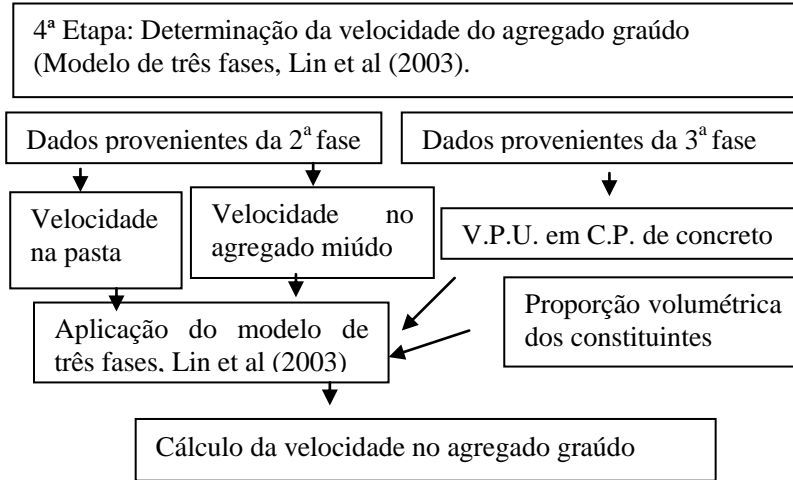 4ª Etapa: Determinação da velocidade do agregado graúdo
(Modelo de três fases, Lin et al (2003).
Dados provenientes da 2ª fase
Dados provenientes da 3ª fase
Velocidade
na pasta
Velocidade no
agregado miúdo
V.P.U. em C.P. de concreto
Aplicação do modelo de
três fases, Lin et al (2003)
Proporção volumétrica
dos constituintes
Cálculo da velocidade no agregado graúdo